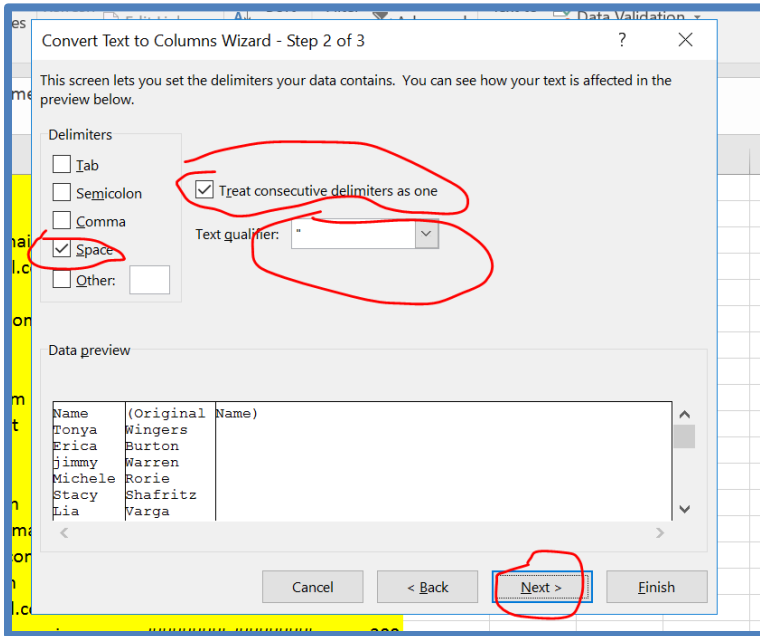 Data Validation
Convert Text to Columns Wizard - Step 2 of 3
? ×
This screen lets you set the delimiters your data contains. You can see how your text is affected in the
preview below.
Delimiters
Tab
Semicolon
Comma
Space
Other:
Treat consecutive delimiters as one
Text qualifier: "
Data preview
Name (Original Name)
Tonya Wingers
Erica Burton
jimmy Warren
Michele Rorie
Stacy Shafritz
Lia Varga
Cancel < Back Next > Finish